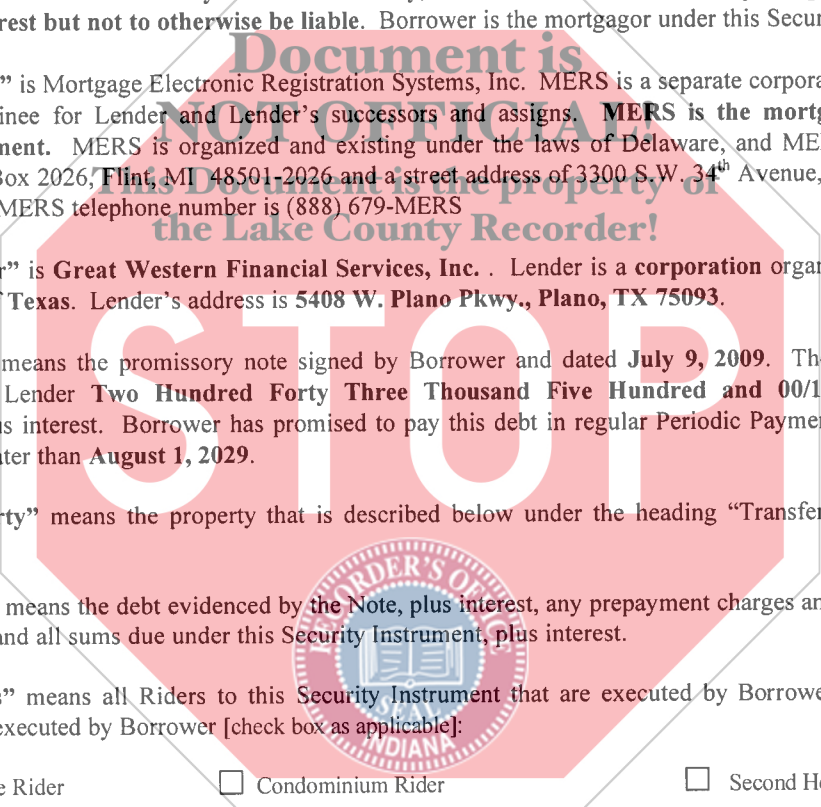 rest but not to otherwise be liable. Borrower is the mortgagor under this Secur
Document is
” is Mortgage Electronic Registration Systems, Inc. MERS is a separate corpora
inee for Lender and Lender’s successors and assigns. MERS is the mortg
NOT OFFICIAL!
ment. MERS is organized and existing under the laws of Delaware, and ME
Box 2026, Flint, MI 48501-2026 and a street address of 3300 S.W. 34th Avenue,
This Document is the property of
MERS telephone number is (888) 679-MERS
the Lake County Recorder!
r” is Great Western Financial Services, Inc. . Lender is a corporation organ
f Texas. Lender’s address is 5408 W. Plano Pkwy., Plano, TX 75093.
STOP
means the promissory note signed by Borrower and dated July 9, 2009. Th
Lender Two Hundred Forty Three Thousand Five Hundred and 00/1
us interest. Borrower has promised to pay this debt in regular Periodic Payme
ater than August 1, 2029.
rty” means the property that is described below under the heading “Transfer
RECORDER’S OFFICE
means the debt evidenced by the Note, plus interest, any prepayment charges an
and all sums due under this Security Instrument, plus interest.
s” means all Riders to this Security Instrument that are executed by Borrowe
SEAL
executed by Borrower [check box as applicable]:
INDIANA
e Rider ☐ Condominium Rider ☐ Second Ho